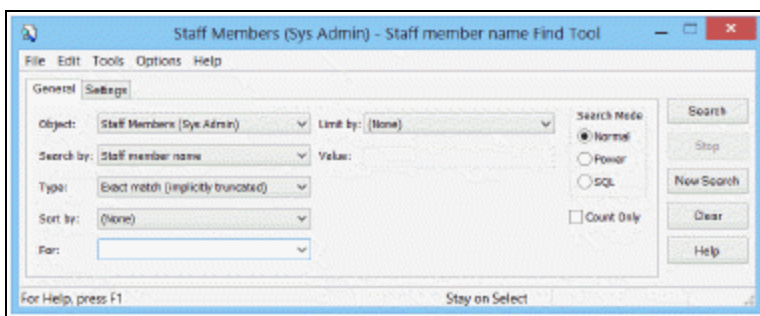 Staff Members (Sys Admin) - Staff member name Find Tool
File Edit Tools Options Help
General Settings
Object: Staff Members (Sys Admin) Limit by: (None)
Search by: Staff member name Value:
Type: Exact match (implicitly truncated)
Sort by: (None)
For:
Search Mode
Normal
Power
SQL
Count Only
Search
Stop
New Search
Clear
Help
For Help, press F1 Stay on Select